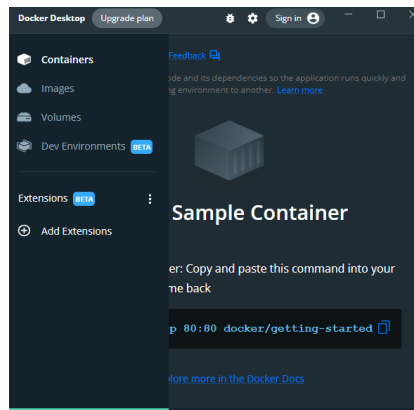 Docker Desktop Upgrade plan Sign in
Containers
Images
Volumes
Dev Environments BETA
Extensions BETA
Add Extensions
Feedback
ode and its dependencies so the application runs quickly and
ng environment to another. Learn more
Sample Container
er: Copy and paste this command into your
me back
p 80:80 docker/getting-started
lore more in the Docker Docs